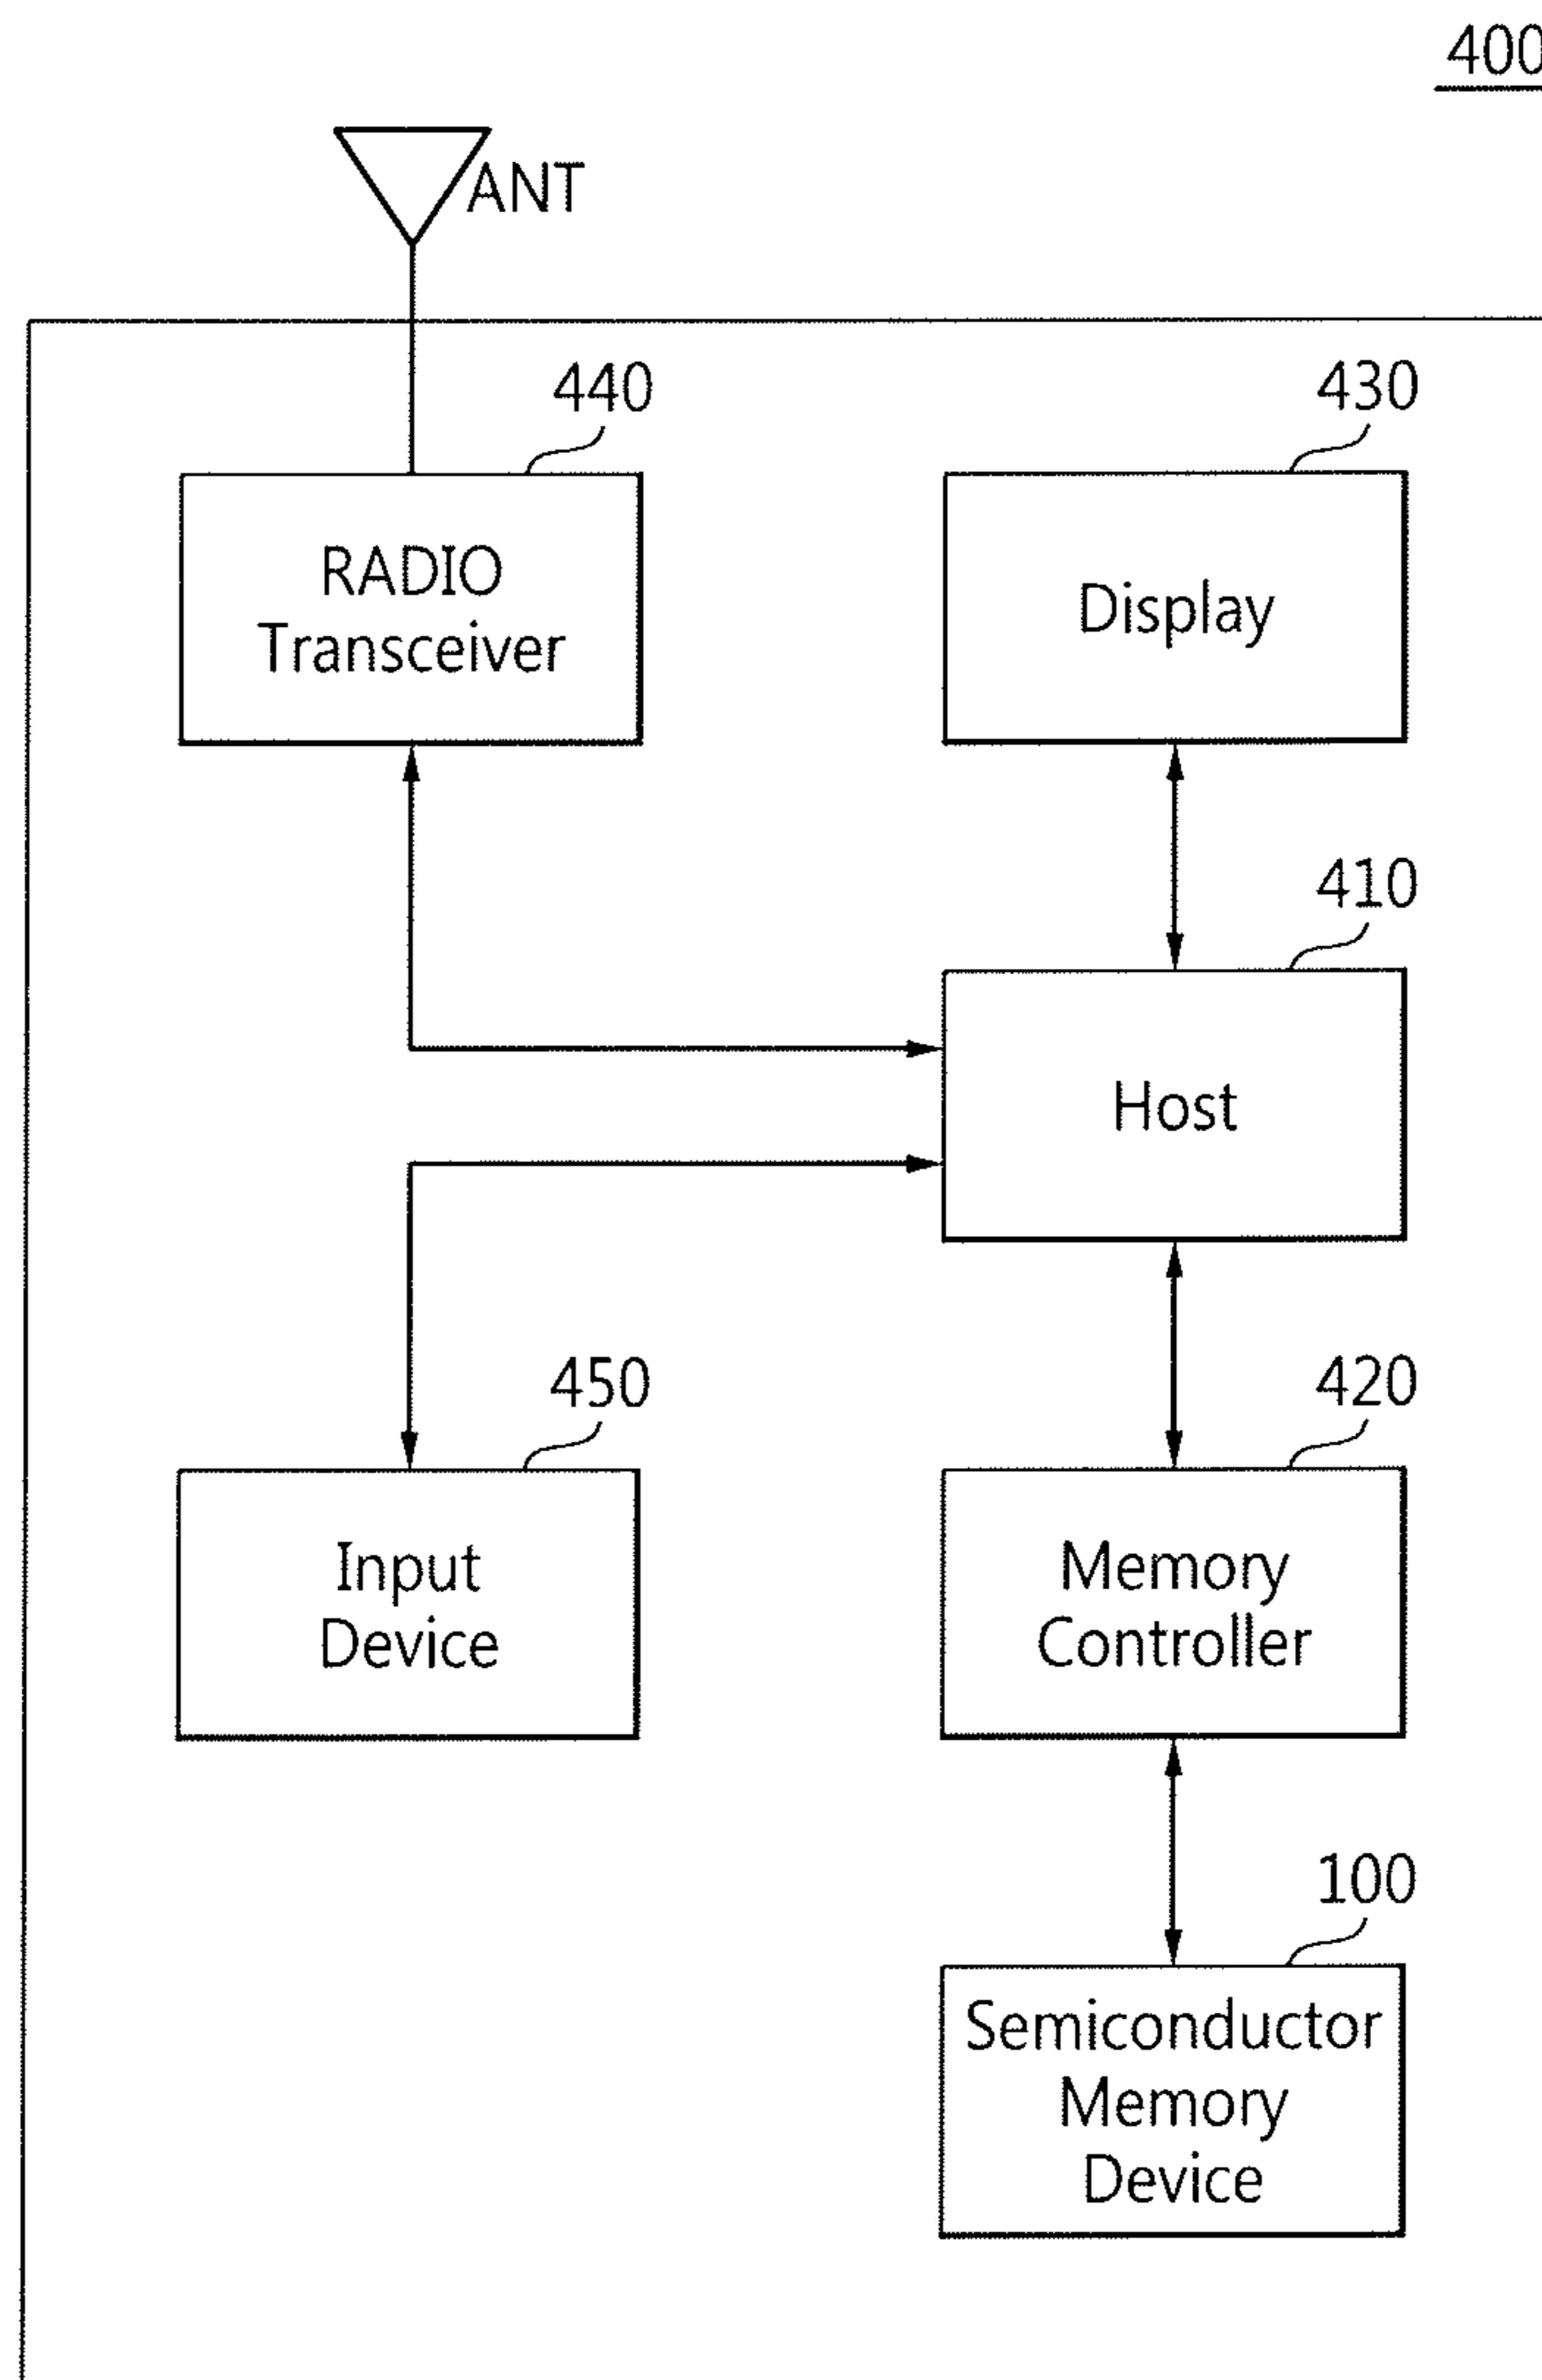 400
ANT
440
430
RADIO
Transceiver
Display
410
Host
450
420
Input
Device
Memory
Controller
100
Semiconductor
Memory
Device